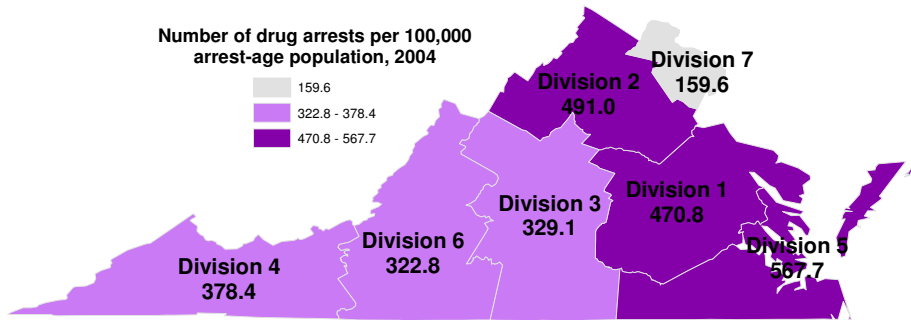 Number of drug arrests per 100,000
arrest-age population, 2004
159.6
322.8 - 378.4
470.8 - 567.7
Division 7
159.6
Division 2
491.0
Division 1
470.8
Division 3
329.1
Division 6
322.8
Division 5
567.7
Division 4
378.4